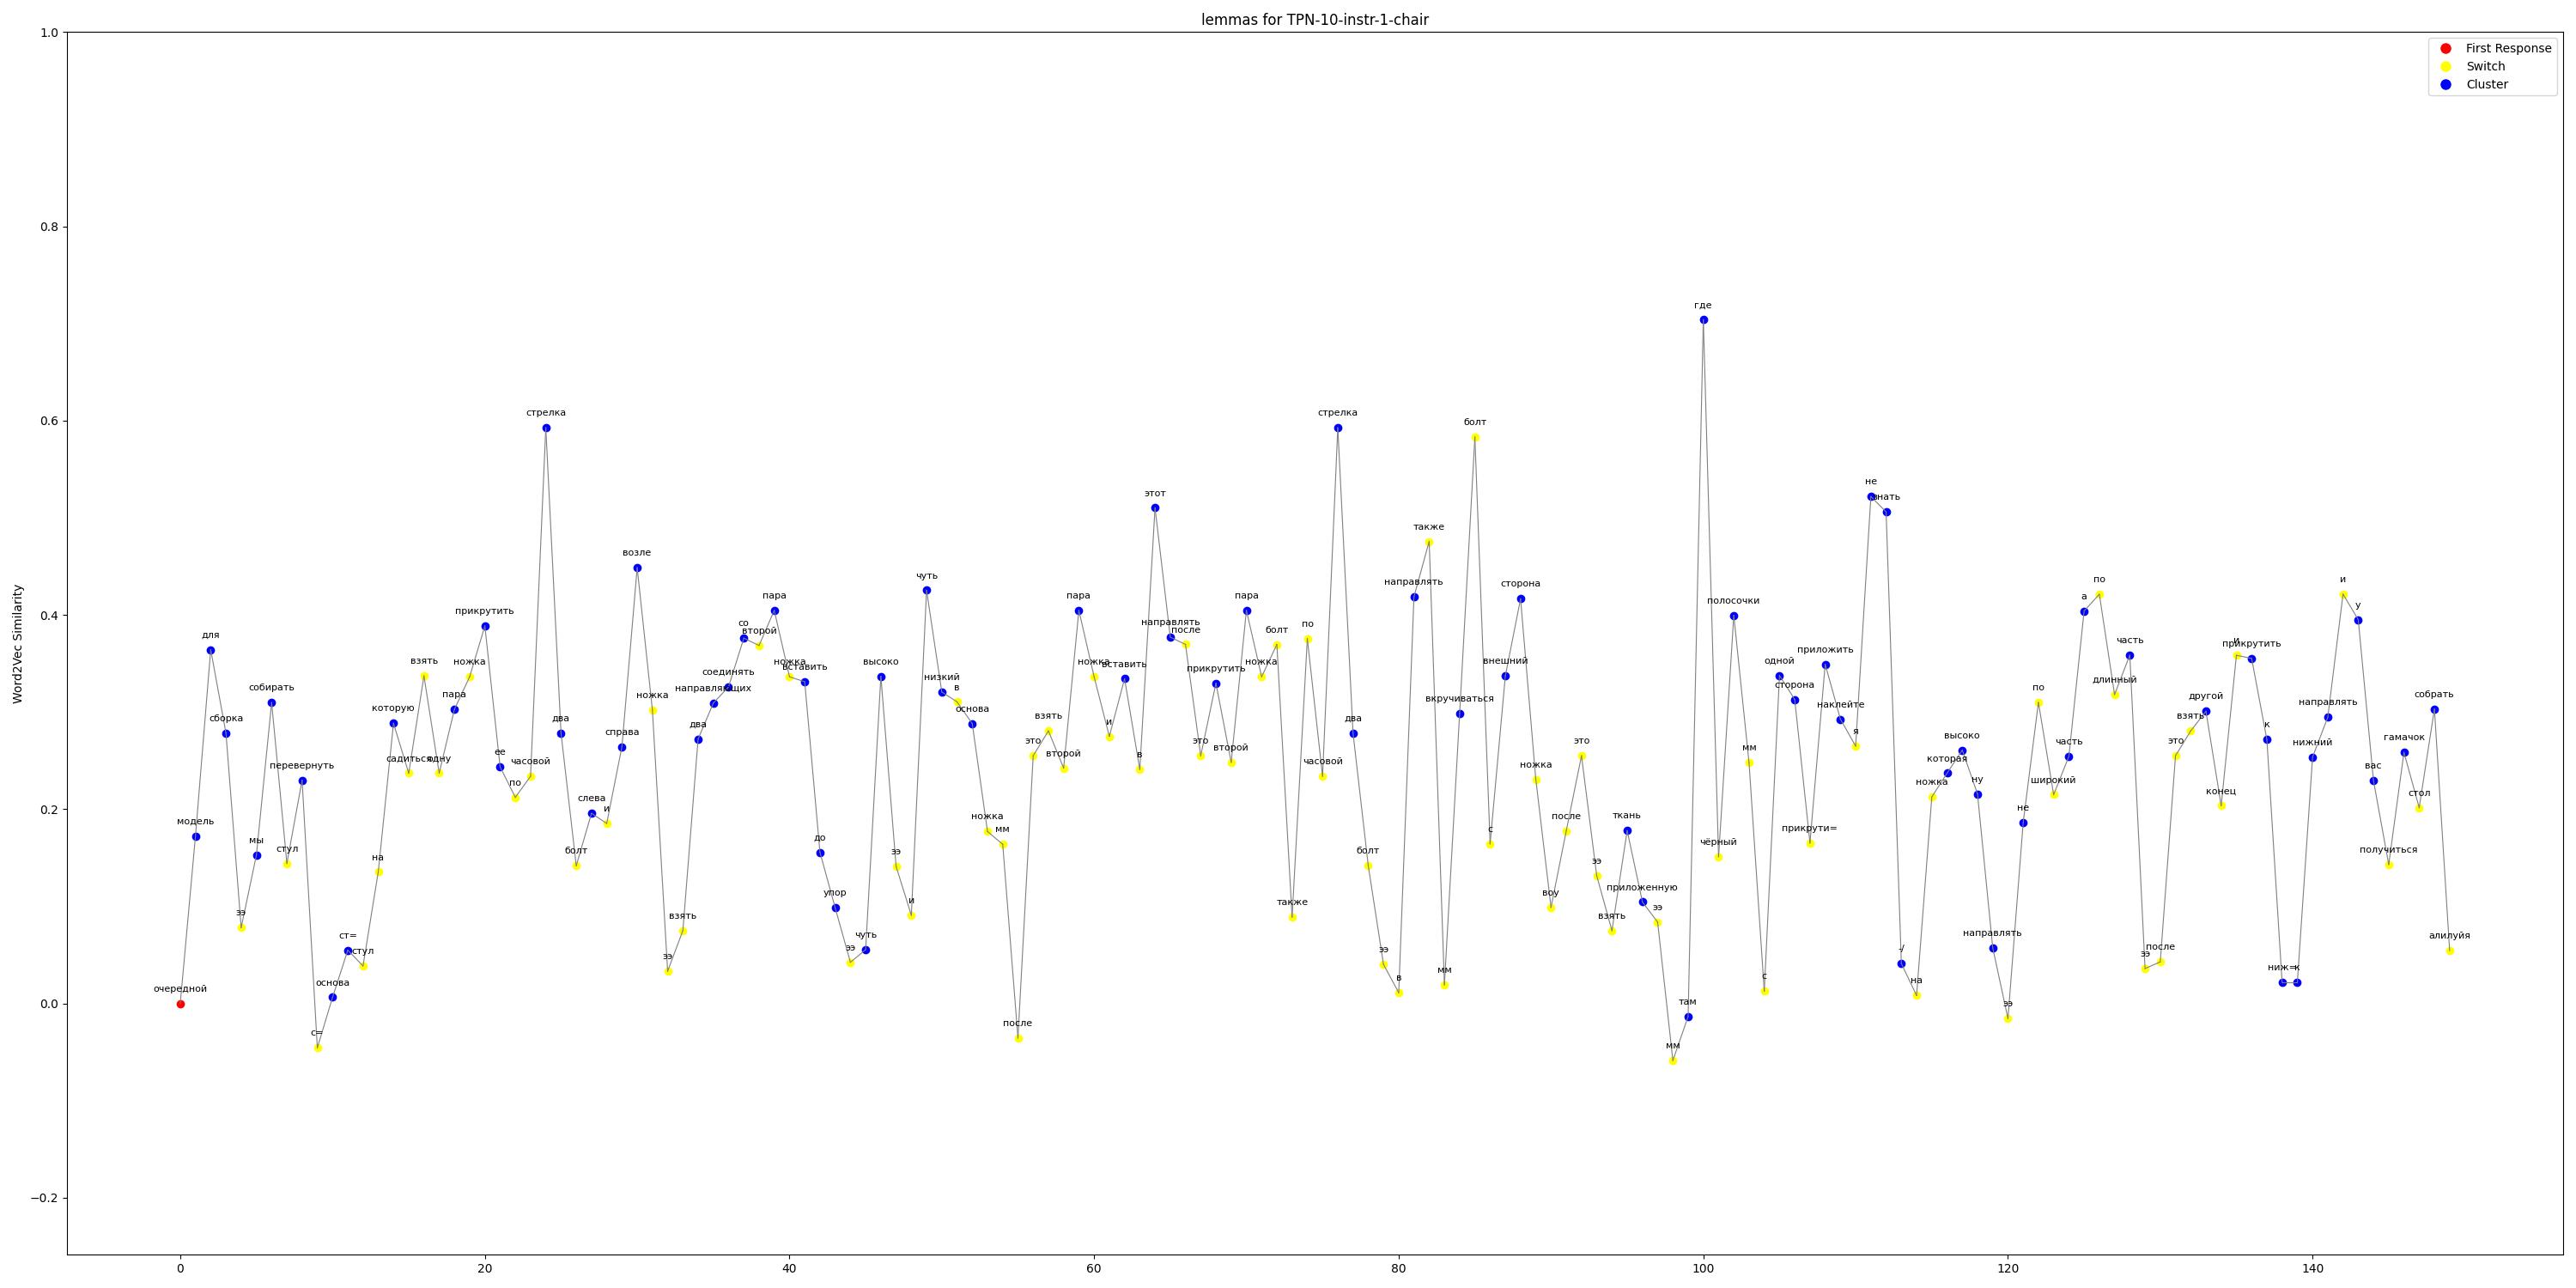 lemmas for TPN-10-instr-1-chair
Word2Vec Similarity
1.0
0.8
0.6
0.4
0.2
0.0
−0.2
0
20
40
60
80
100
120
140
First Response
Switch
Cluster
очередной
модель
для
сборка
ээ
мы
собирать
стул
перевернуть
с=
основа
ст=
стул
на
которую
садиться
взять
одну
пара
ножка
прикрутить
ее
по
часовой
стрелка
два
болт
слева
и
справа
возле
ножка
ээ
взять
два
направляющих
соединять
со
второй
пара
ножка
вставить
до
упор
ээ
чуть
высоко
ээ
и
чуть
низкий
в
основа
ножка
мм
после
это
взять
второй
пара
ножка
и
вставить
в
этот
направлять
после
это
прикрутить
второй
пара
ножка
болт
также
по
часовой
стрелка
два
болт
ээ
в
направлять
также
мм
вкручиваться
болт
с
внешний
сторона
ножка
воу
после
это
ээ
взять
ткань
приложенную
ээ
мм
там
где
чёрный
полосочки
мм
с
одной
сторона
прикрути=
приложить
наклейте
я
не
знать
-/
на
ножка
которая
высоко
ну
направлять
ээ
не
по
широкий
часть
а
по
длинный
часть
ээ
после
это
взять
другой
конец
и
прикрутить
к
ниж=
к
нижний
направлять
и
у
вас
получиться
гамачок
стол
собрать
алилуйя